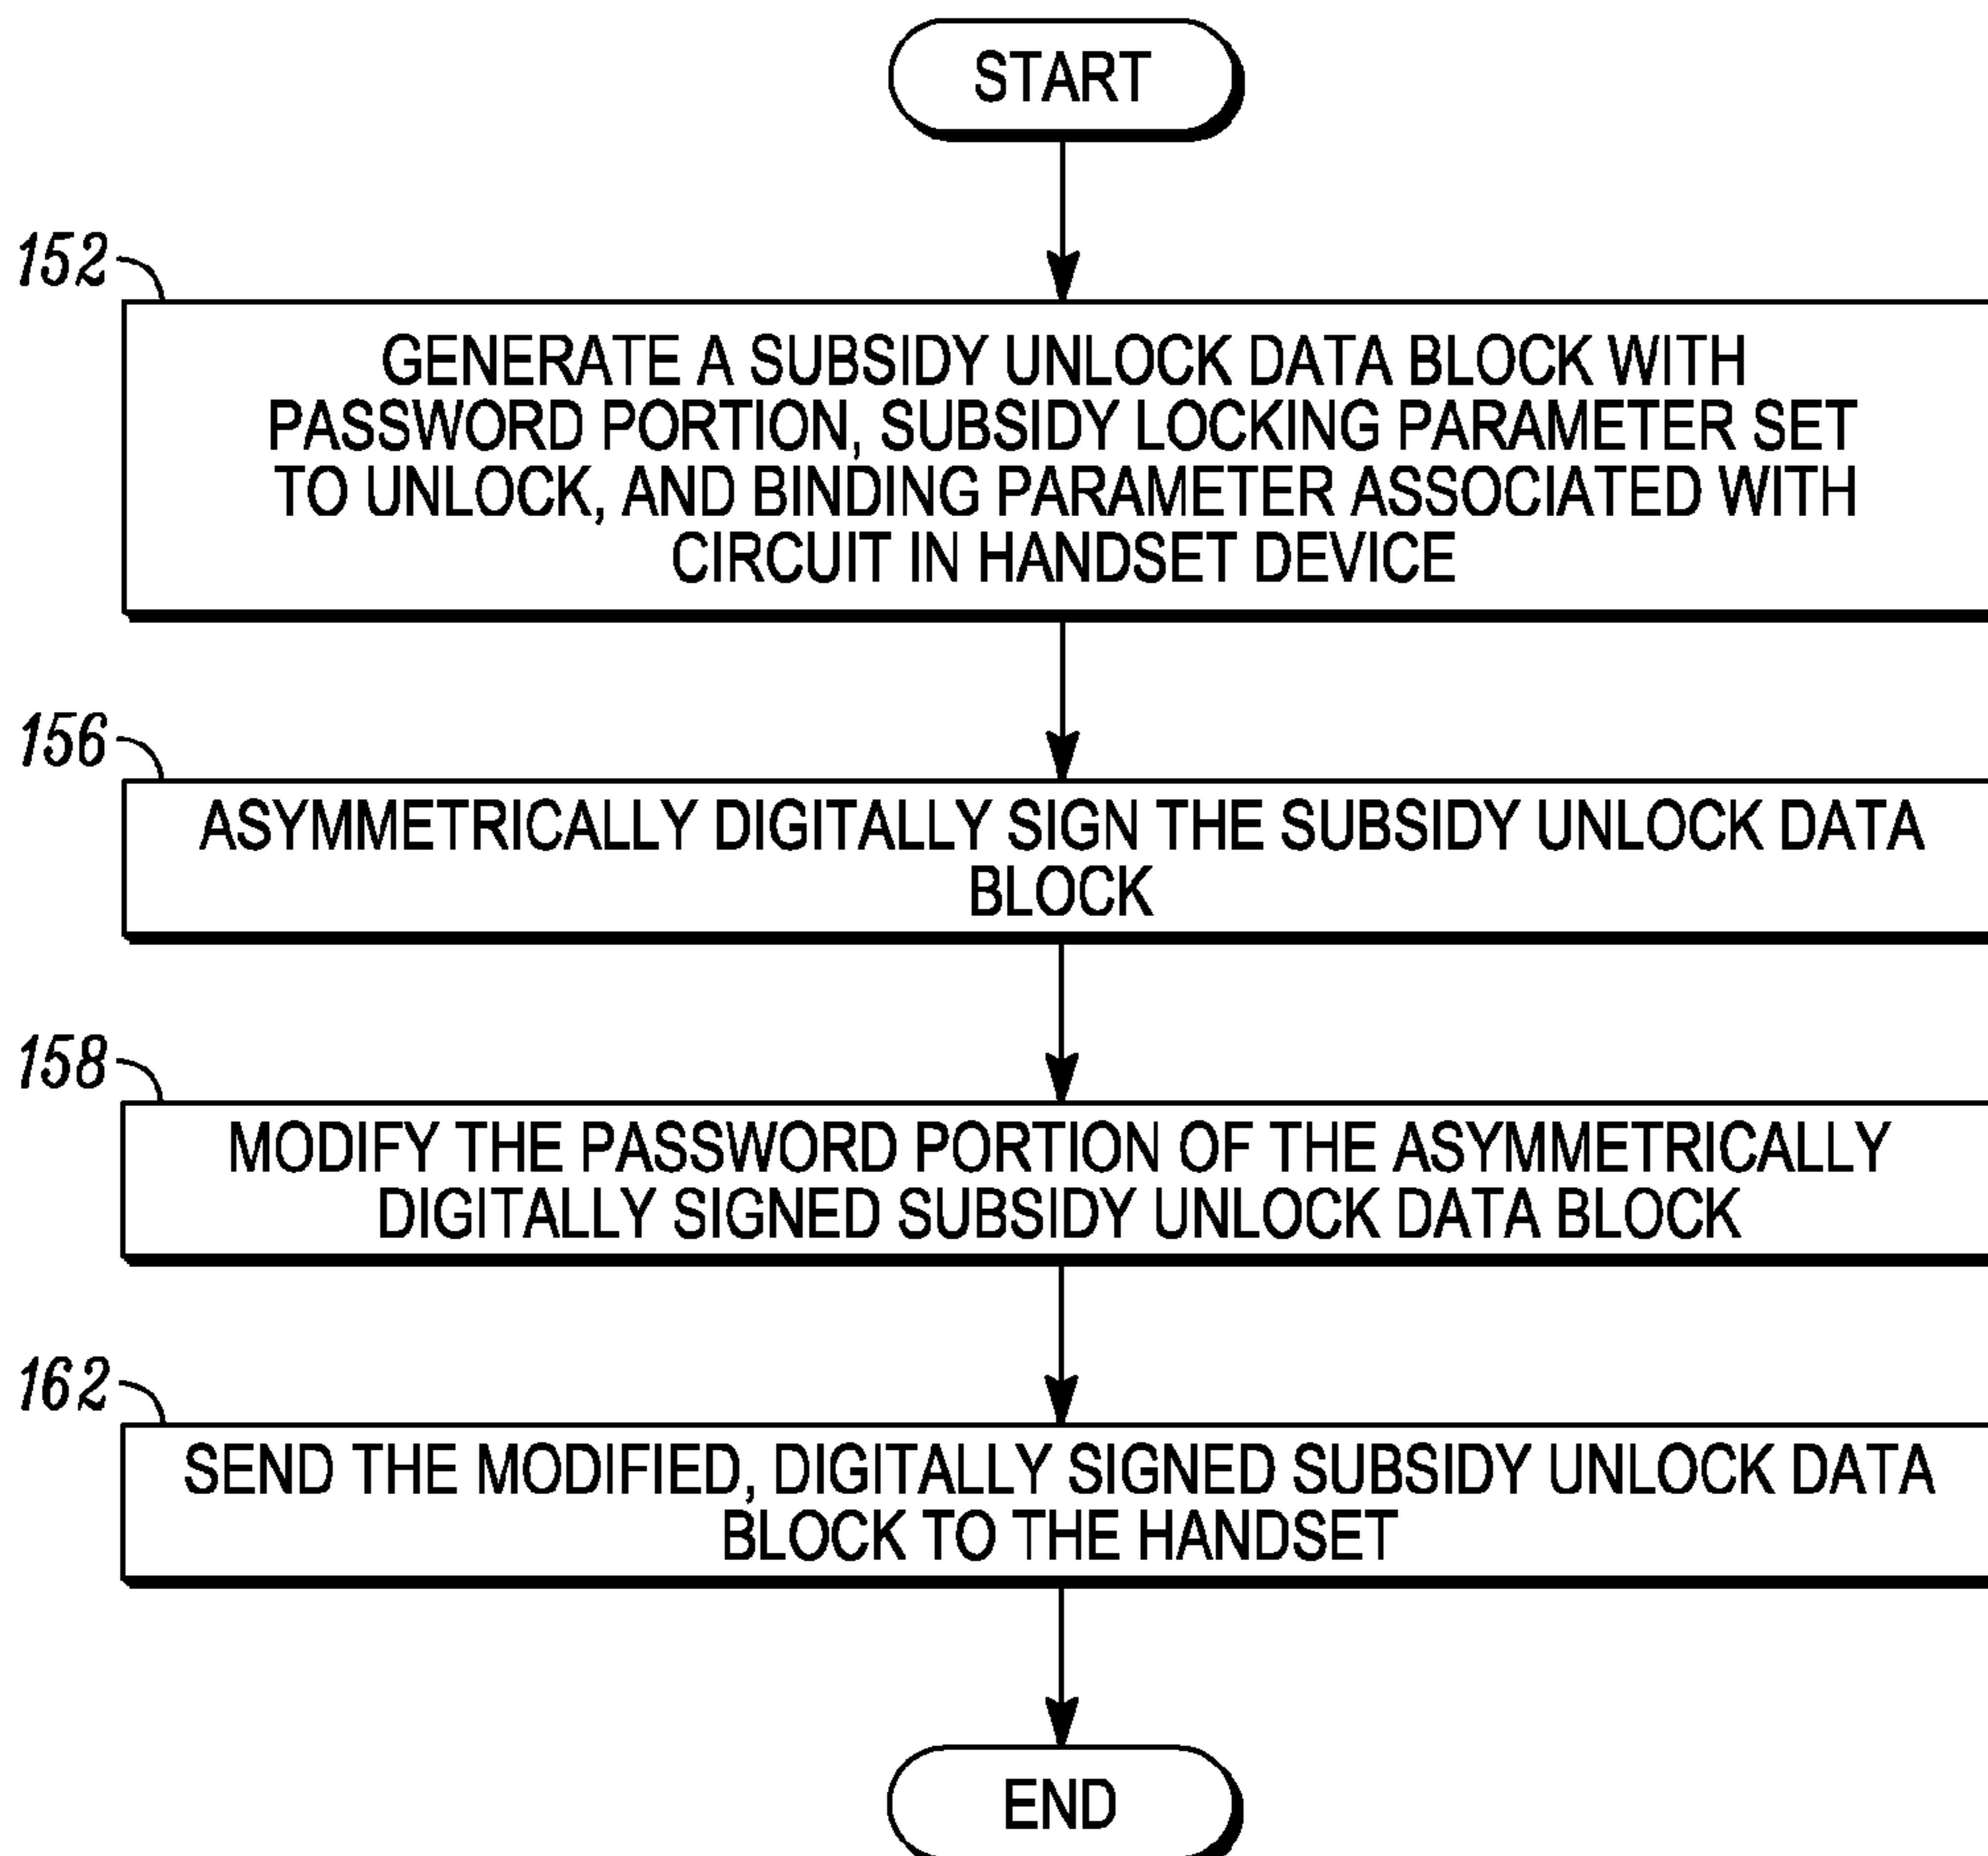 START
152
GENERATE A SUBSIDY UNLOCK DATA BLOCK WITH
PASSWORD PORTION, SUBSIDY LOCKING PARAMETER SET
TO UNLOCK, AND BINDING PARAMETER ASSOCIATED WITH
CIRCUIT IN HANDSET DEVICE
156
ASYMMETRICALLY DIGITALLY SIGN THE SUBSIDY UNLOCK DATA
BLOCK
158
MODIFY THE PASSWORD PORTION OF THE ASYMMETRICALLY
DIGITALLY SIGNED SUBSIDY UNLOCK DATA BLOCK
162
SEND THE MODIFIED, DIGITALLY SIGNED SUBSIDY UNLOCK DATA
BLOCK TO THE HANDSET
END